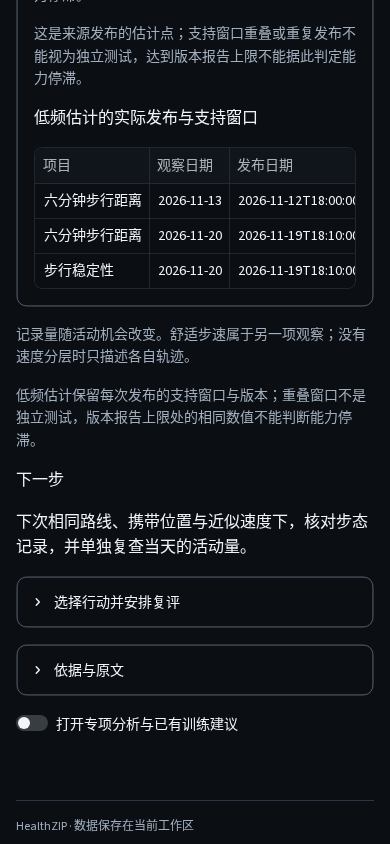 这是来源发布的估计点；支持窗口重叠或重复发布不
能视为独立测试，达到版本报告上限不能据此判定能
力停滞。
低频估计的实际发布与支持窗口
项目 观察日期 发布日期
六分钟步行距离 2026-11-13 2026-11-12T18:00:00
六分钟步行距离 2026-11-20 2026-11-19T18:10:00
步行稳定性 2026-11-20 2026-11-19T18:10:00
记录量随活动机会改变。舒适步速属于另一项观察；没有
速度分层时只描述各自轨迹。
低频估计保留每次发布的支持窗口与版本；重叠窗口不是
独立测试，版本报告上限处的相同数值不能判断能力停
滞。
下一步
下次相同路线、携带位置与近似速度下，核对步态
记录，并单独复查当天的活动量。
选择行动并安排复评
依据与原文
打开专项分析与已有训练建议
HealthZIP · 数据保存在当前工作区